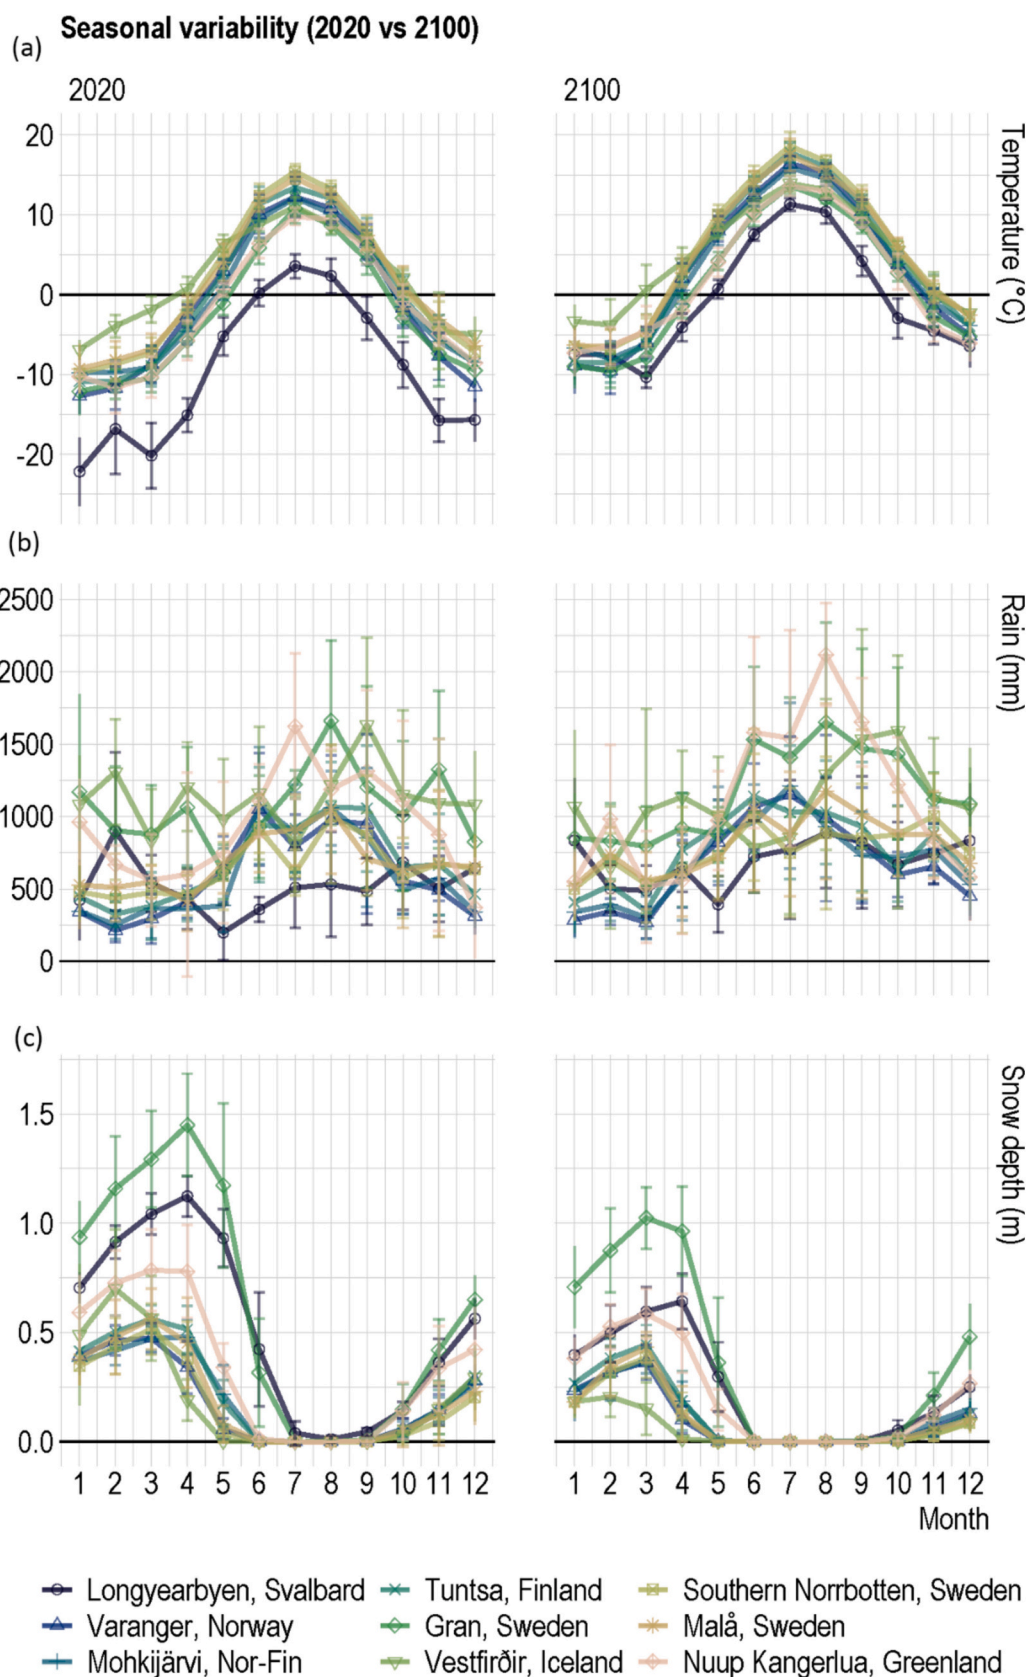 Seasonal variability (2020 vs 2100)
(a)
2020
2100
20
10
0
-10
-20
Temperature (°C)
(b)
2500
2000
1500
1000
500
0
Rain (mm)
(c)
1.5
1.0
0.5
0.0
Snow depth (m)
1 2 3 4 5 6 7 8 9 10 11 12
1 2 3 4 5 6 7 8 9 10 11 12
Month
Longyearbyen, Svalbard
Tuntsa, Finland
Southern Norrbotten, Sweden
Varanger, Norway
Gran, Sweden
Malå, Sweden
Mohkijärvi, Nor-Fin
Vestfirðir, Iceland
Nuup Kangerlua, Greenland